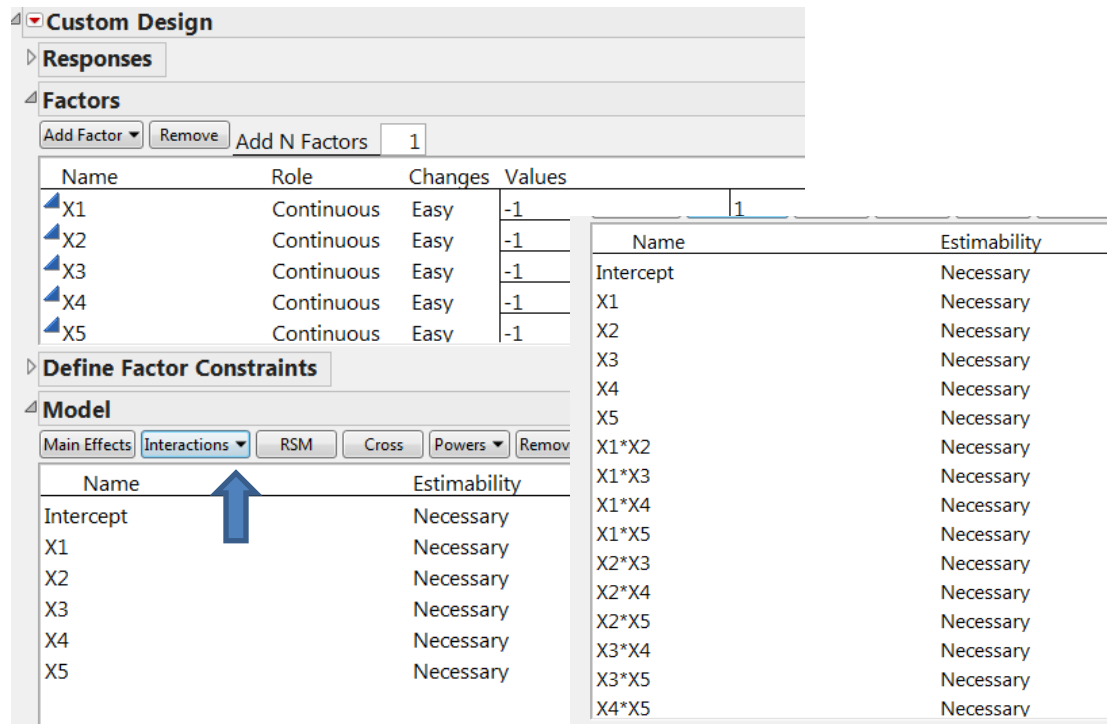 Custom Design
Responses
Factors
Add Factor Remove Add N Factors 1
Name Role Changes Values
X1 Continuous Easy -1 1
X2 Continuous Easy -1
X3 Continuous Easy -1
X4 Continuous Easy -1
X5 Continuous Easy -1
Define Factor Constraints
Model
Main Effects Interactions RSM Cross Powers Remov
Name Estimability
Intercept Necessary
X1 Necessary
X2 Necessary
X3 Necessary
X4 Necessary
X5 Necessary
Name Estimability
Intercept Necessary
X1 Necessary
X2 Necessary
X3 Necessary
X4 Necessary
X5 Necessary
X1*X2 Necessary
X1*X3 Necessary
X1*X4 Necessary
X1*X5 Necessary
X2*X3 Necessary
X2*X4 Necessary
X2*X5 Necessary
X3*X4 Necessary
X3*X5 Necessary
X4*X5 Necessary